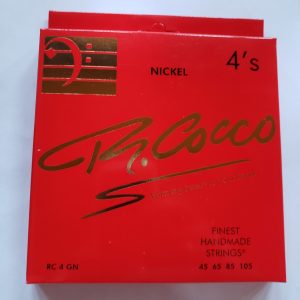 NICKEL
4's
R. Cocco
FINEST
HANDMADE
STRINGS®
RC 4 GN
45 65 85 105